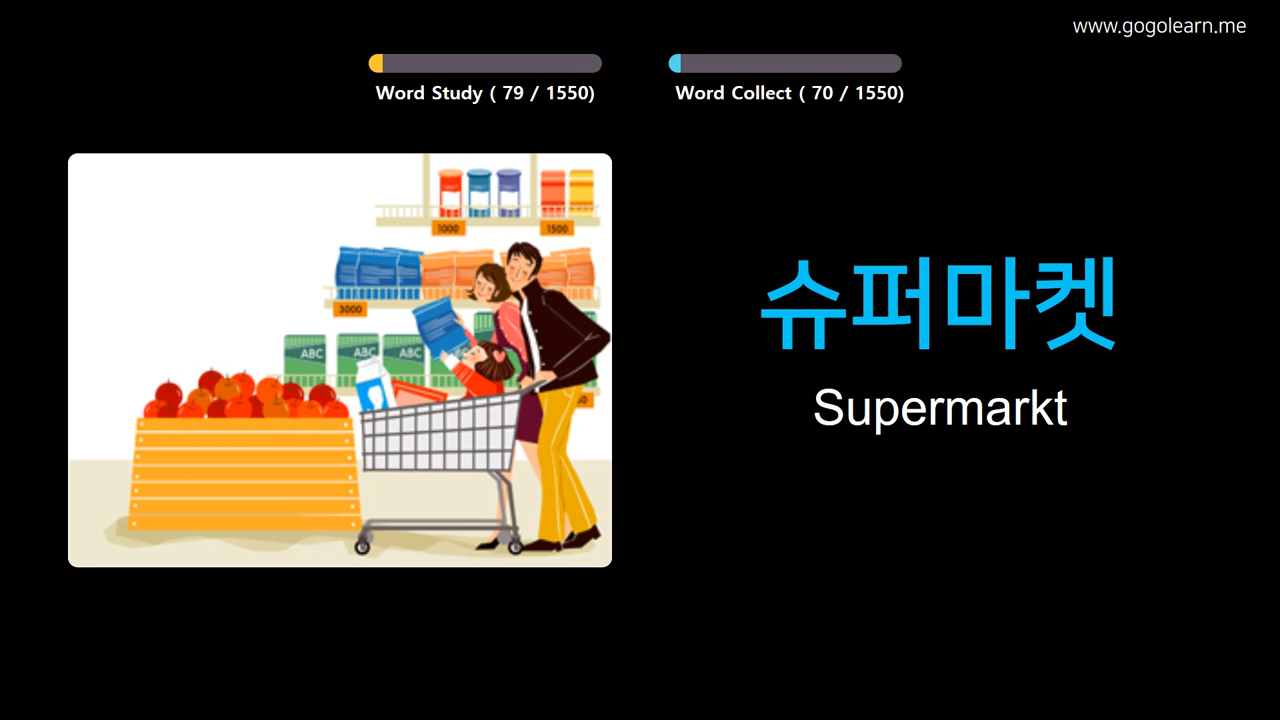 www.gogolearn.me
Word Study ( 79 / 1550)
Word Collect ( 70 / 1550)
1000
1500
3000
ABC
ABC
ABC
슈퍼마켓
Supermarkt